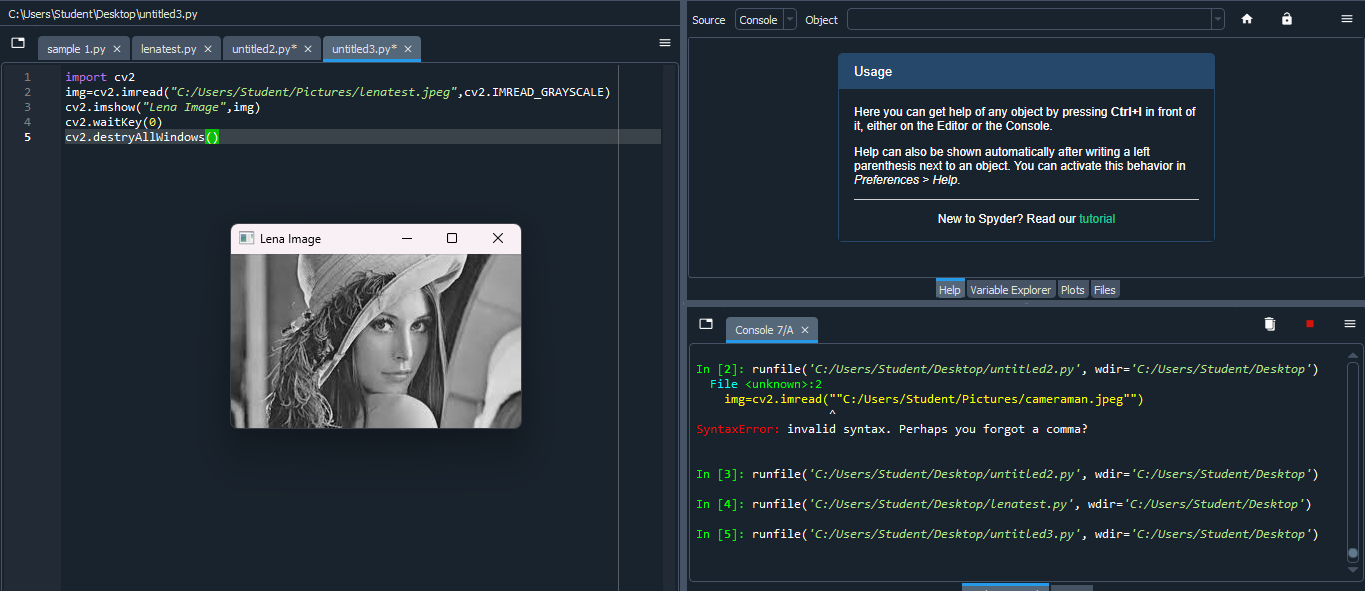 C:\Users\Student\Desktop\untitled3.py
sample 1.py
lenatest.py
untitled2.py*
untitled3.py*
1 import cv2
2 img=cv2.imread("C:/Users/Student/Pictures/lenatest.jpeg",cv2.IMREAD_GRAYSCALE)
3 cv2.imshow("Lena Image",img)
4 cv2.waitKey(0)
5 cv2.destryAllWindows()
Lena Image
Source Console Object
Usage
Here you can get help of any object by pressing Ctrl+I in front of
it, either on the Editor or the Console.
Help can also be shown automatically after writing a left
parenthesis next to an object. You can activate this behavior in
Preferences > Help.
New to Spyder? Read our tutorial
Help Variable Explorer Plots Files
Console 7/A
In [2]: runfile('C:/Users/Student/Desktop/untitled2.py', wdir='C:/Users/Student/Desktop')
File <unknown>:2
img=cv2.imread(""C:/Users/Student/Pictures/cameraman.jpeg"")
^
SyntaxError: invalid syntax. Perhaps you forgot a comma?
In [3]: runfile('C:/Users/Student/Desktop/untitled2.py', wdir='C:/Users/Student/Desktop')
In [4]: runfile('C:/Users/Student/Desktop/lenatest.py', wdir='C:/Users/Student/Desktop')
In [5]: runfile('C:/Users/Student/Desktop/untitled3.py', wdir='C:/Users/Student/Desktop')